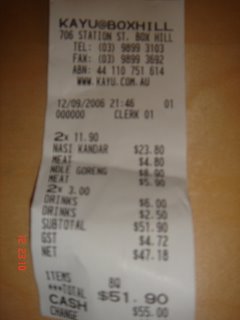 KAYU@BOXHILL
706 STATION ST. BOX HILL
TEL: (03) 9899 3103
FAX: (03) 9899 3692
ABN: 44 110 751 614
WWW.KAYU.COM.AU
12/09/2006 21:46 01
000000 CLERK 01
2x 11.90
NASI KANDAR $23.80
MEAT $4.80
NDLE GORENG $8.90
MEAT $5.90
2x 3.00
DRINKS $6.00
DRINKS $2.50
SUBTOTAL $51.90
GST $4.72
NET $47.18
ITEMS 8Q
***TOTAL $51.90
CASH $55.00
CHANGE